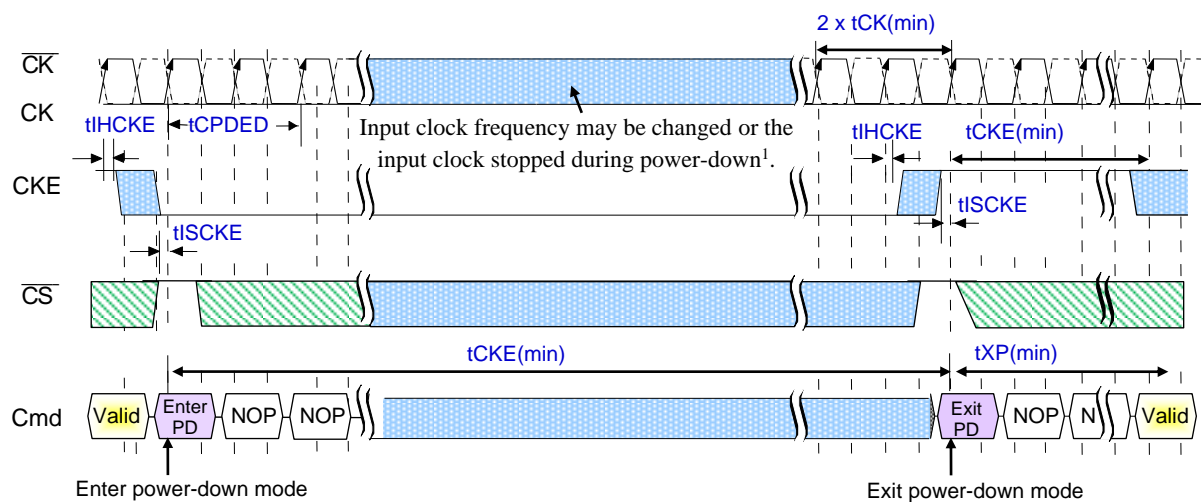 2 x tCK(min)
CK
CK
tIHCKE
tCPDED
Input clock frequency may be changed or the
input clock stopped during power-down1.
tIHCKE
tCKE(min)
CKE
tISCKE
tISCKE
CS
tCKE(min)
tXP(min)
Cmd
Valid
Enter
PD
NOP
NOP
Exit
PD
NOP
N
Valid
Enter power-down mode
Exit power-down mode